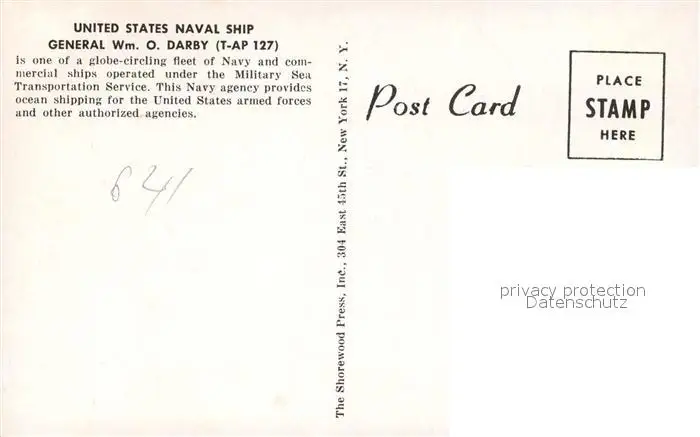 UNITED STATES NAVAL SHIP
GENERAL Wm. O. DARBY (T-AP 127)
is one of a globe-circling fleet of Navy and com-
mercial ships operated under the Military Sea
Transportation Service. This Navy agency provides
ocean shipping for the United States armed forces
and other authorized agencies.
641
The Shorewood Press, Inc., 304 East 45th St., New York 17, N. Y.
Post Card
PLACE
STAMP
HERE
privacy protection
Datenschutz